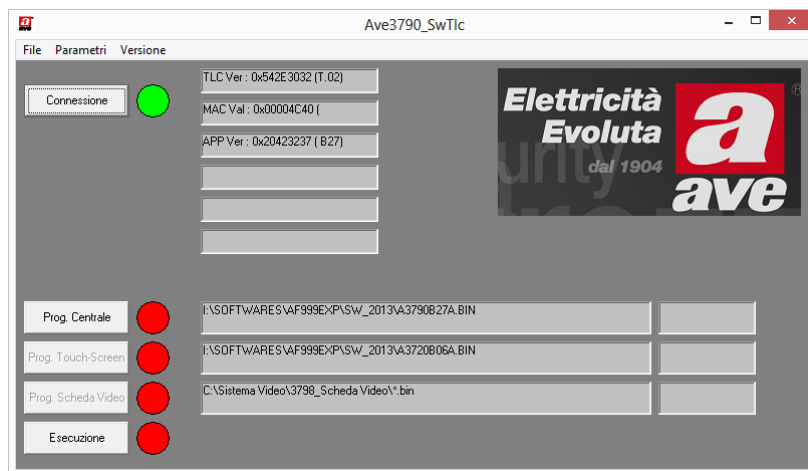 Ave3790_SwTlc
File Parametri Versione
Connessione
TLC Ver : 0x542E3032 (T.02)
MAC Val : 0x00004C40 (
APP Ver : 0x20423237 ( B27)
Elettricità
Evoluta
dal 1904
a
ave
®
Prog. Centrale
I:\SOFTWARES\AF999EXP\SW_2013\A3790B27A.BIN
Prog. Touch-Screen
I:\SOFTWARES\AF999EXP\SW_2013\A3720B06A.BIN
Prog. Scheda Video
C:\Sistema Video\3798_Scheda Video\*.bin
Esecuzione